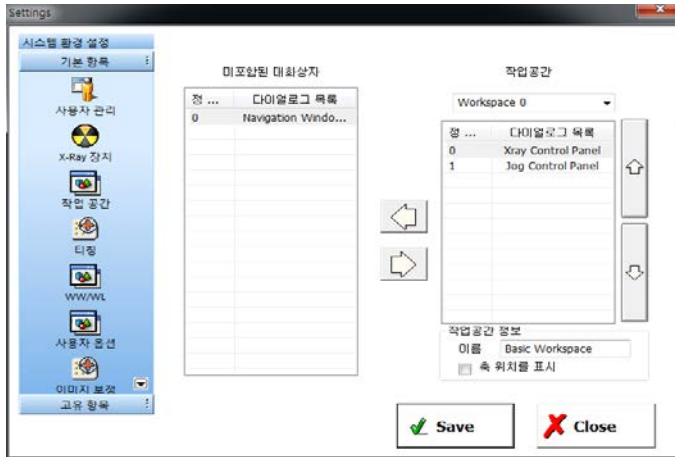 Settings
시스템 환경 설정
기본 항목
사용자 관리
X-Ray 장치
작업 공간
티칭
WW/WL
사용자 옵션
이미지 보정
고유 항목
미포함된 대화상자
정 ... 다이얼로그 목록
0 Navigation Windo...
작업공간
Workspace 0
정 ... 다이얼로그 목록
0 Xray Control Panel
1 Jog Control Panel
작업공간 정보
이름 Basic Workspace
축 위치를 표시
Save
Close